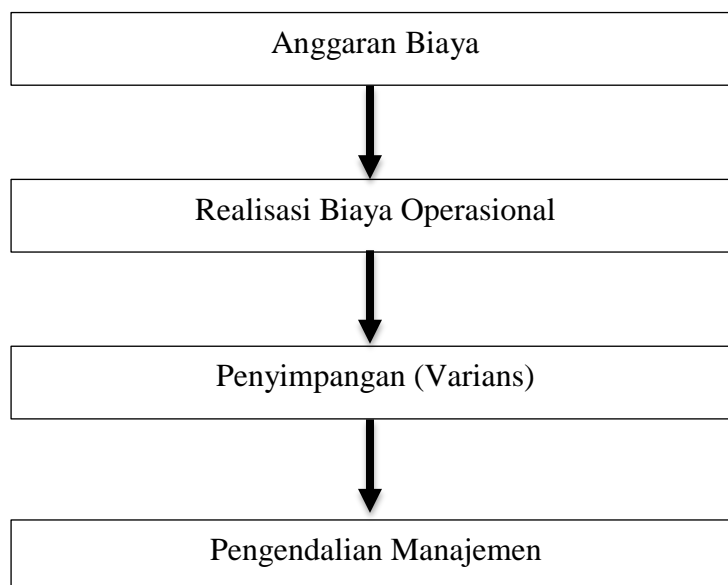 Anggaran Biaya
Realisasi Biaya Operasional
Penyimpangan (Varians)
Pengendalian Manajemen